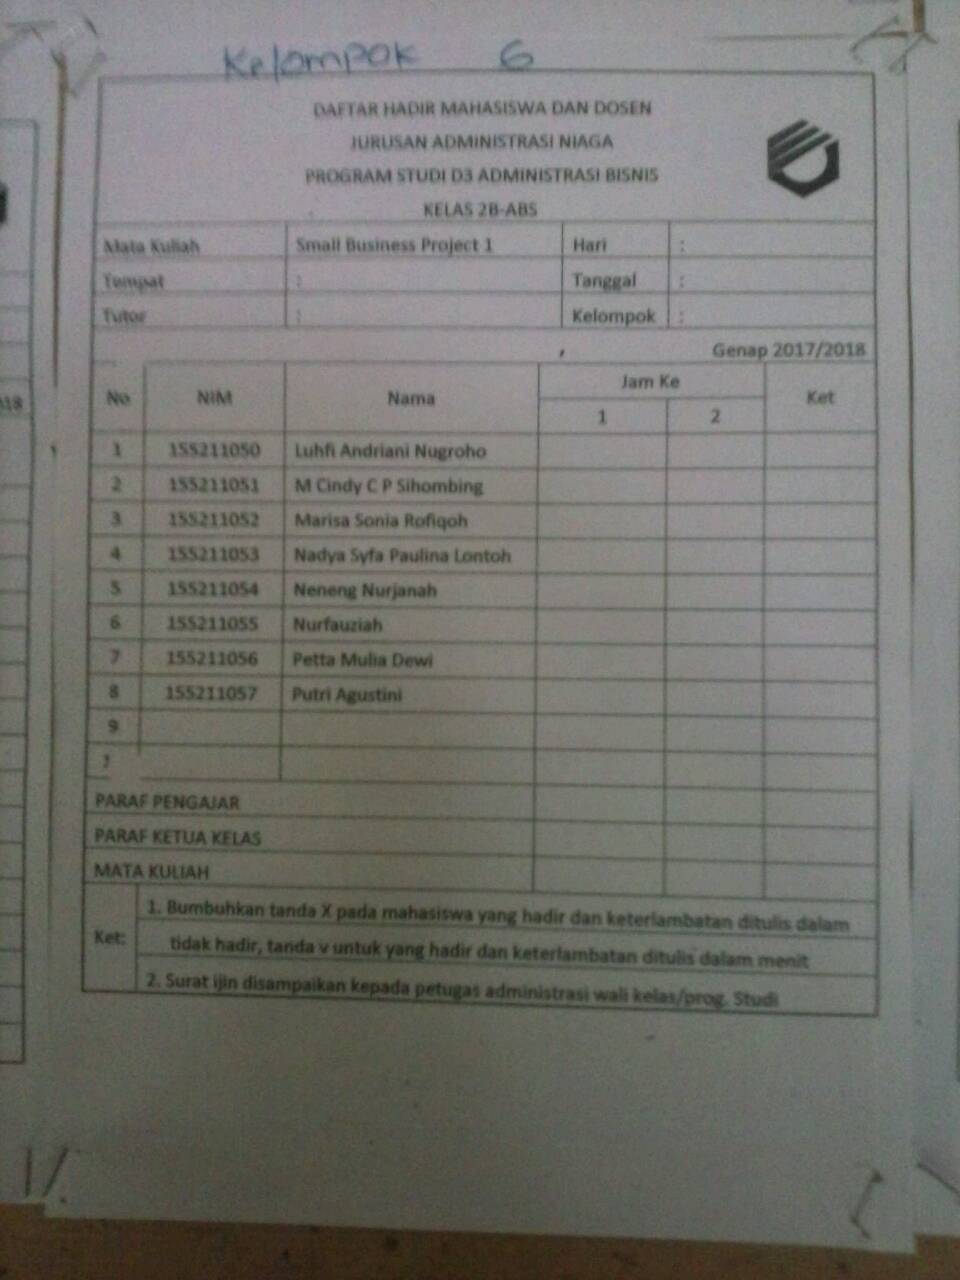 Kelompok 6
DAFTAR HADIR MAHASISWA DAN DOSEN
JURUSAN ADMINISTRASI NIAGA
PROGRAM STUDI D3 ADMINISTRASI BISNIS
KELAS 2B-ABS
Mata Kuliah Small Business Project 1 Hari :
Tempat : Tanggal :
Tutor : Kelompok :
Genap 2017/2018
No NIM Nama Jam Ke Ket
1 2
1 155211050 Luhfi Andriani Nugroho
2 155211051 M Cindy C P Sihombing
3 155211052 Marisa Sonia Rofiqoh
4 155211053 Nadya Syfa Paulina Lontoh
5 155211054 Neneng Nurjanah
6 155211055 Nurfauziah
7 155211056 Petta Mulia Dewi
8 155211057 Putri Agustini
9
PARAF PENGAJAR
PARAF KETUA KELAS
MATA KULIAH
Ket: 1. Bumbuhkan tanda X pada mahasiswa yang hadir dan keterlambatan ditulis dalam
tidak hadir, tanda v untuk yang hadir dan keterlambatan ditulis dalam menit
2. Surat ijin disampaikan kepada petugas administrasi wali kelas/prog. Studi